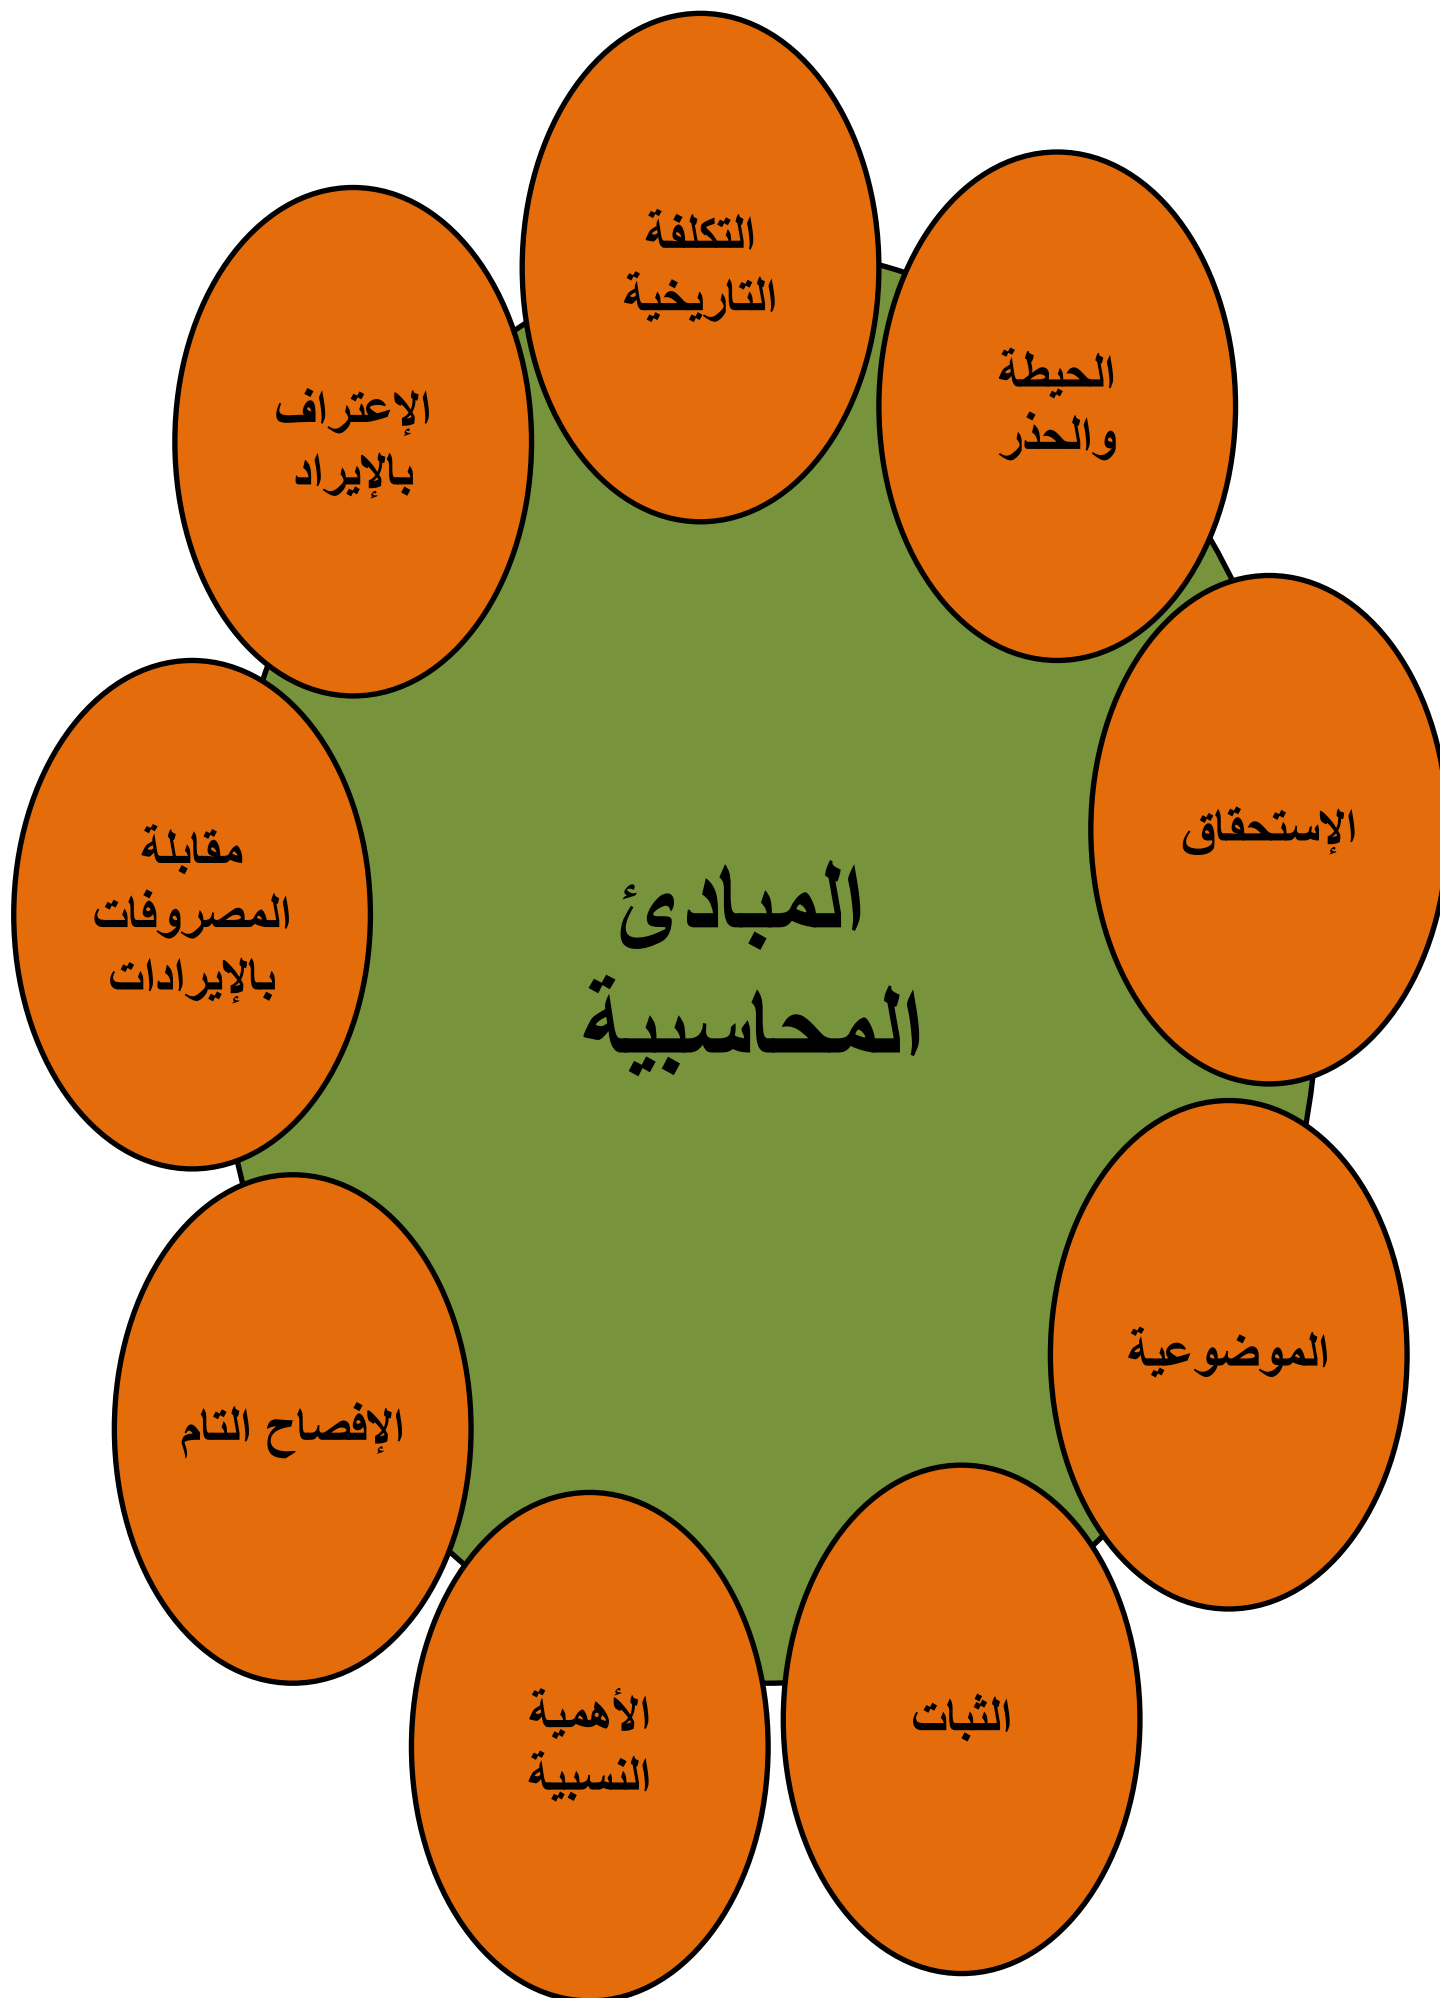 التكلفة
التاريخية
الحيطة
والحذر
الإعتراف
بالإيراد
الإستحقاق
مقابلة
المصروفات
بالإيرادات
المبادئ
المحاسبية
الموضوعية
الإفصاح التام
الثبات
الأهمية
النسبية